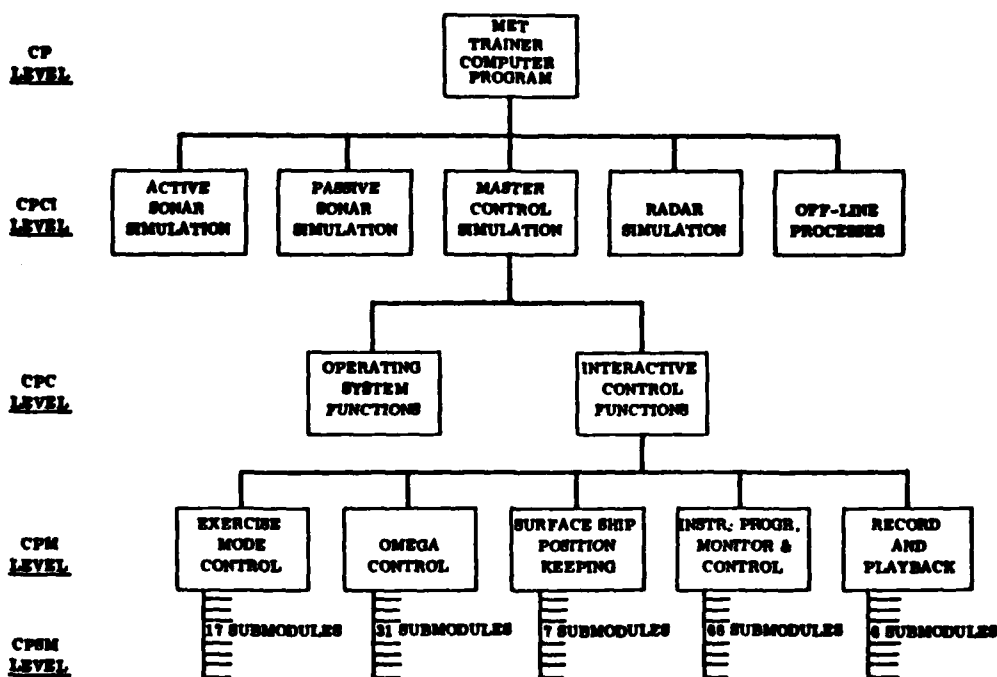 CP
LEVEL
MET
TRAINER
COMPUTER
PROGRAM
CPCI
LEVEL
ACTIVE
SONAR
SIMULATION
PASSIVE
SONAR
SIMULATION
MASTER
CONTROL
SIMULATION
RADAR
SIMULATION
OFF-LINE
PROCESSES
CPC
LEVEL
OPERATING
SYSTEM
FUNCTIONS
INTERACTIVE
CONTROL
FUNCTIONS
CPM
LEVEL
EXERCISE
MODE
CONTROL
OMEGA
CONTROL
SURFACE SHIP
POSITION
KEEPING
INSTR. PROGR.
MONITOR &
CONTROL
RECORD
AND
PLAYBACK
CPSM
LEVEL
17 SUBMODULES
31 SUBMODULES
7 SUBMODULES
SUBMODULES
SUBMODULES